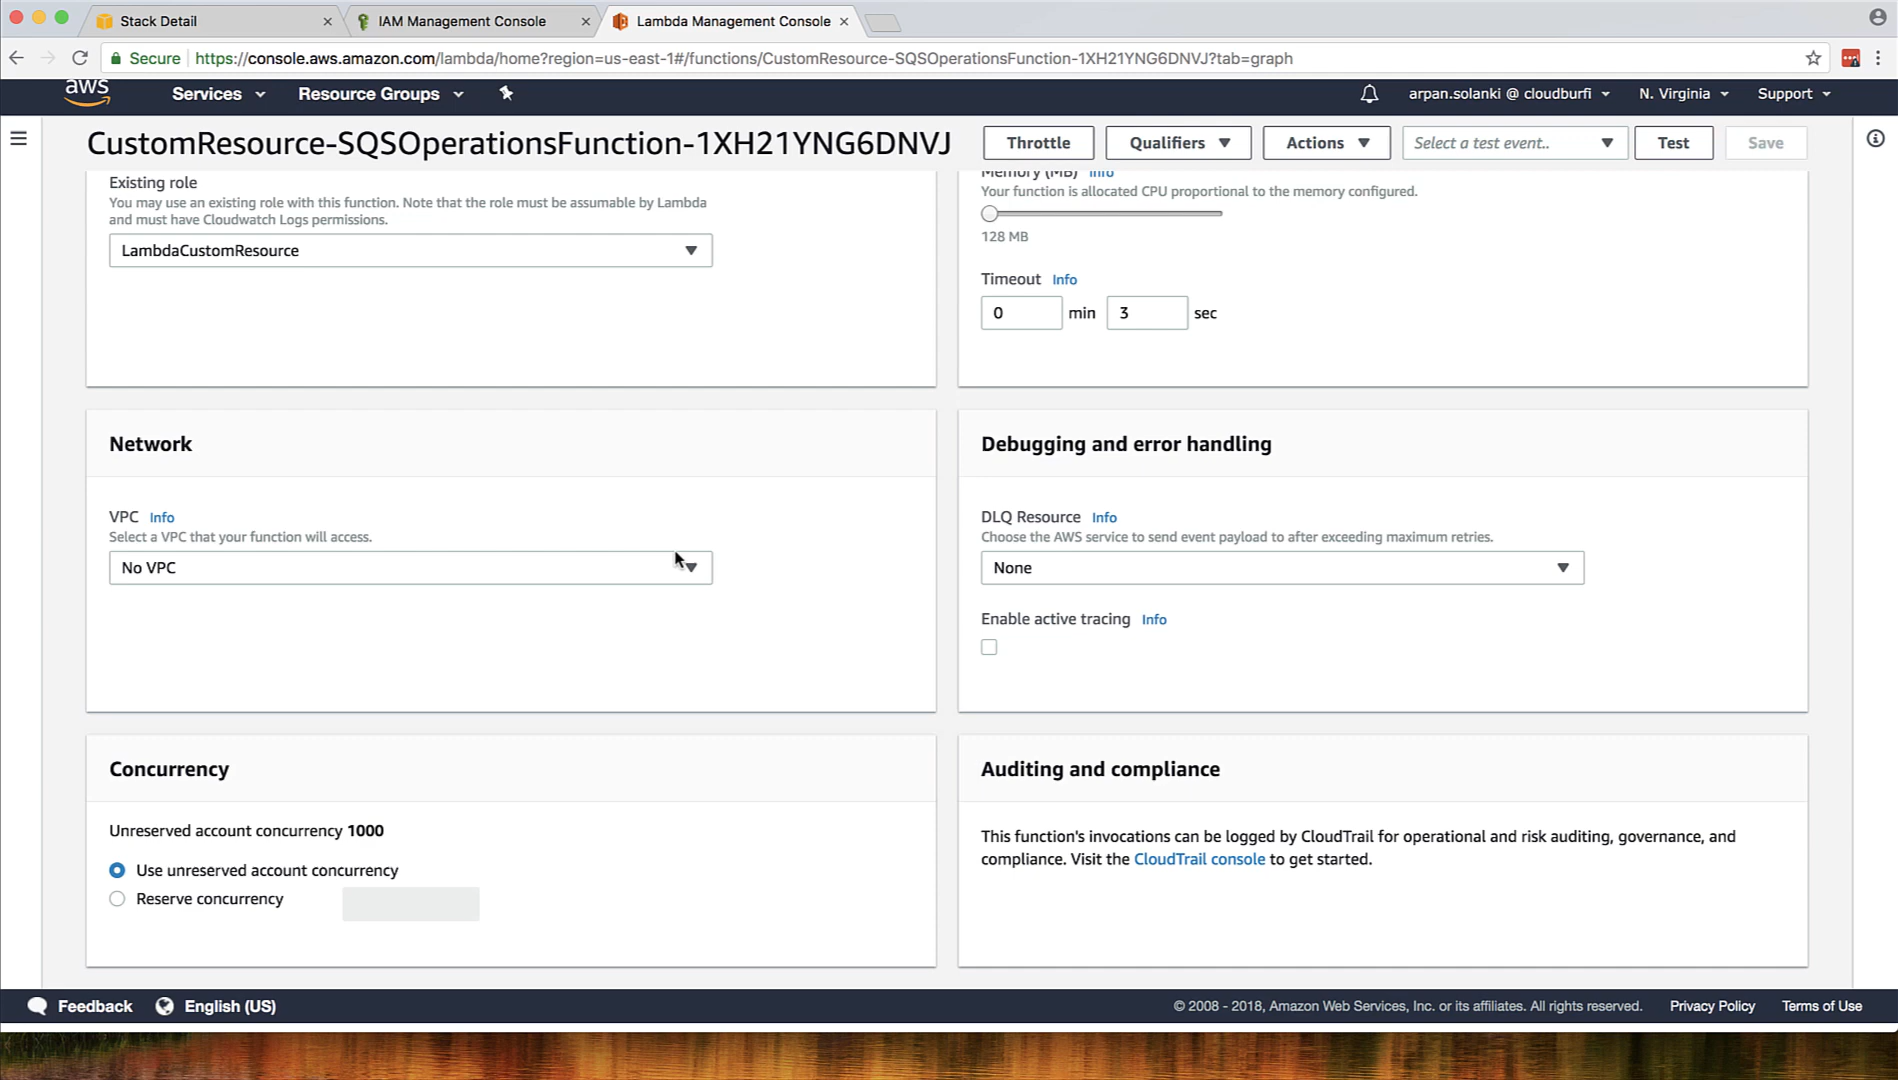 Stack Detail
IAM Management Console
Lambda Management Console
Secure
https://console.aws.amazon.com/lambda/home?region=us-east-1#/functions/CustomResource-SQSOperationsFunction-1XH21YNG6DNVJ?tab=graph
aws
Services
Resource Groups
arpan.solanki @ cloudburfi
N. Virginia
Support
CustomResource-SQSOperationsFunction-1XH21YNG6DNVJ
Throttle
Qualifiers
Actions
Select a test event..
Test
Save
Existing role
You may use an existing role with this function. Note that the role must be assumable by Lambda
and must have Cloudwatch Logs permissions.
LambdaCustomResource
Memory (MB) Info
Your function is allocated CPU proportional to the memory configured.
128 MB
Timeout Info
0 min 3 sec
Network
VPC Info
Select a VPC that your function will access.
No VPC
Debugging and error handling
DLQ Resource Info
Choose the AWS service to send event payload to after exceeding maximum retries.
None
Enable active tracing Info
Concurrency
Unreserved account concurrency 1000
Use unreserved account concurrency
Reserve concurrency
Auditing and compliance
This function's invocations can be logged by CloudTrail for operational and risk auditing, governance, and
compliance. Visit the CloudTrail console to get started.
Feedback
English (US)
© 2008 - 2018, Amazon Web Services, Inc. or its affiliates. All rights reserved.
Privacy Policy
Terms of Use